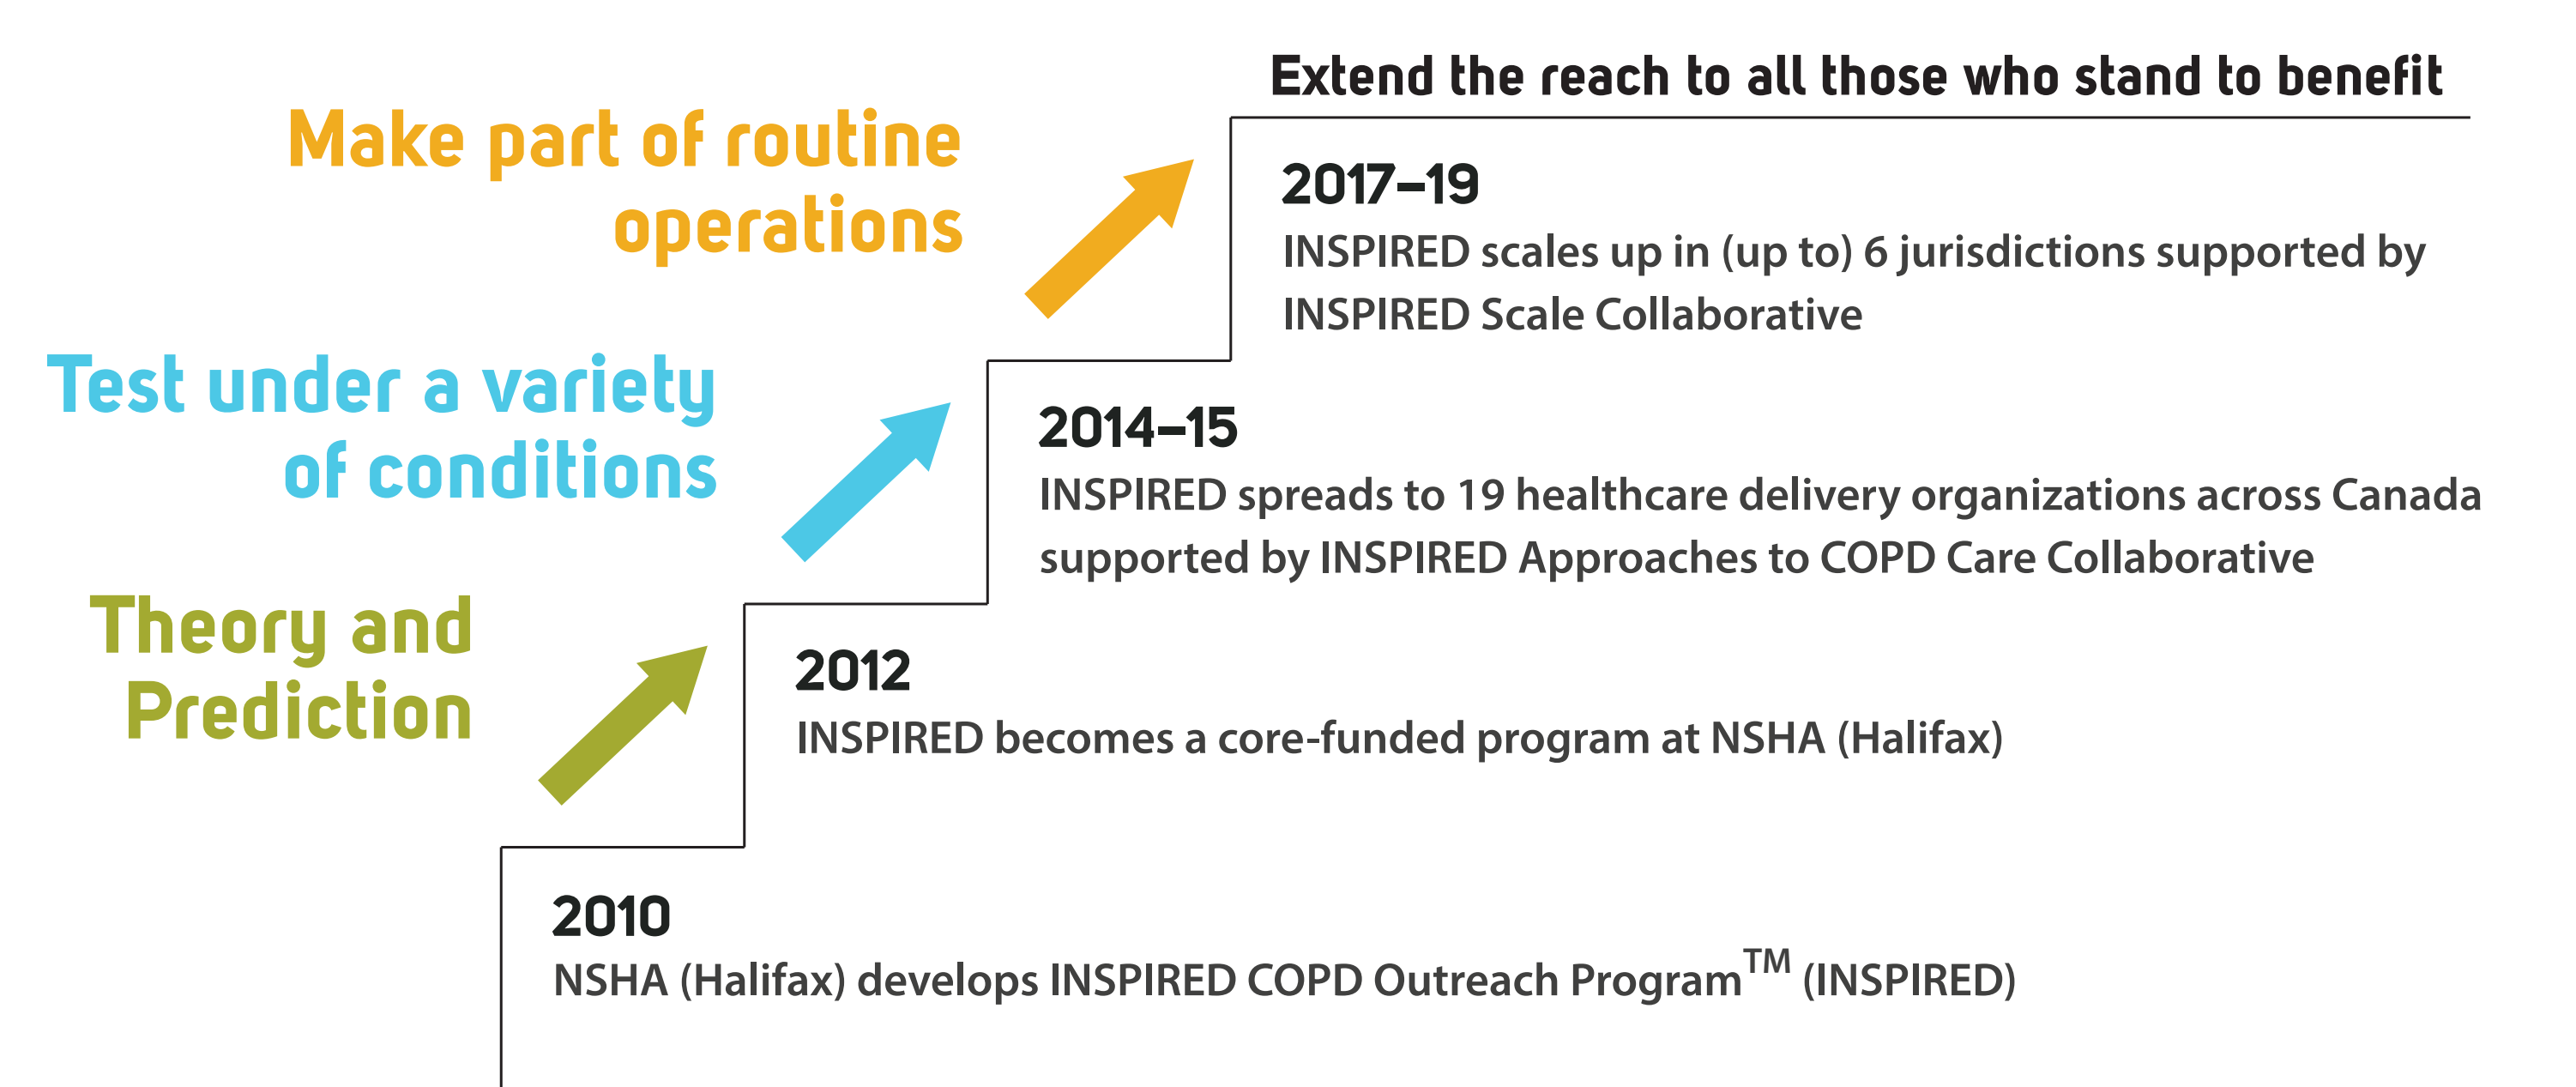 Extend the reach to all those who stand to benefit
Make part of routine
operations
2017–19
INSPIRED scales up in (up to) 6 jurisdictions supported by
INSPIRED Scale Collaborative
Test under a variety
of conditions
2014–15
INSPIRED spreads to 19 healthcare delivery organizations across Canada
supported by INSPIRED Approaches to COPD Care Collaborative
Theory and
Prediction
2012
INSPIRED becomes a core-funded program at NSHA (Halifax)
2010
NSHA (Halifax) develops INSPIRED COPD Outreach Program™ (INSPIRED)